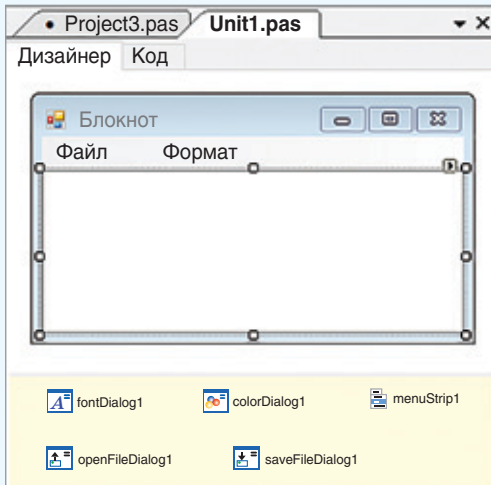 • Project3.pas Unit1.pas
Дизайнер Код
Блокнот
Файл Формат
fontDialog1 colorDialog1 menuStrip1
openFileDialog1 saveFileDialog1